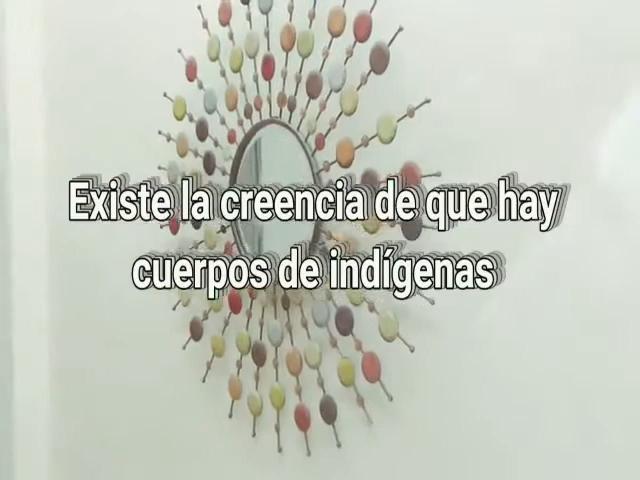 Existe la creencia de que hay
cuerpos de indígenas